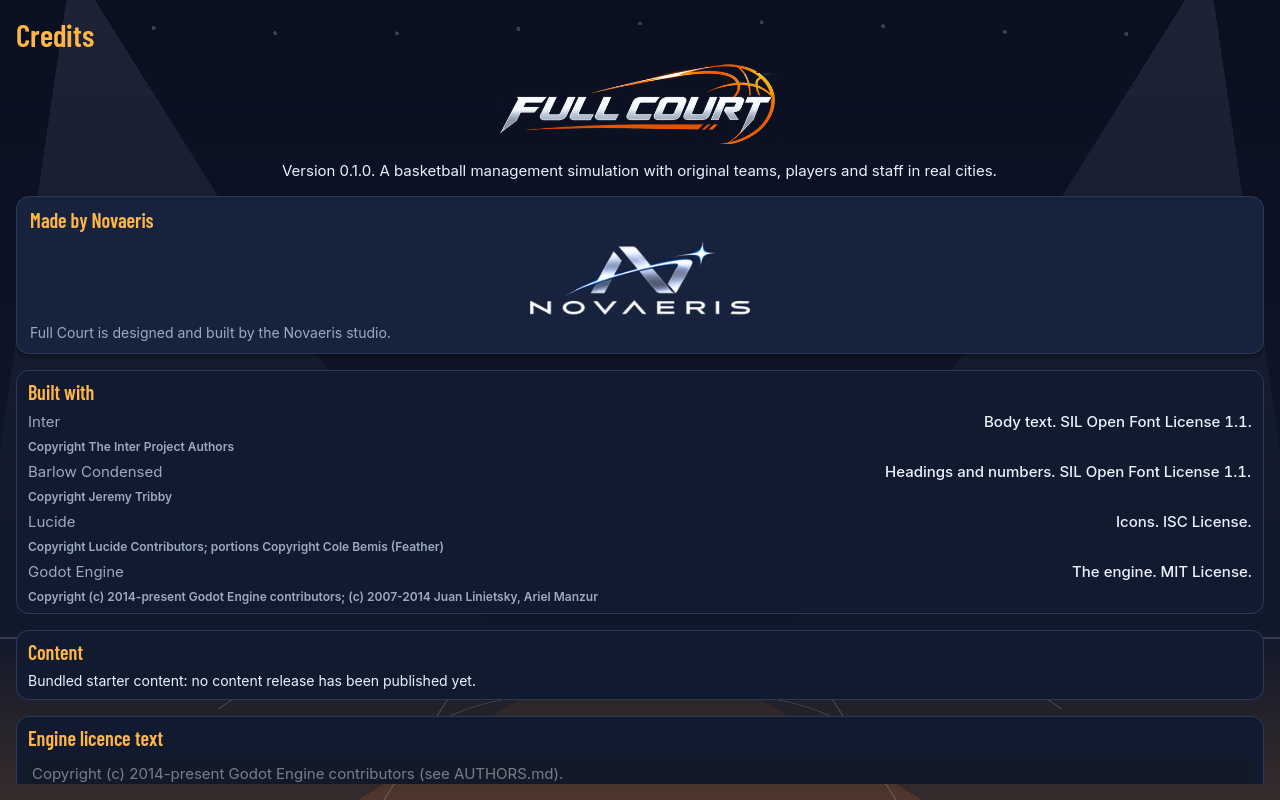 Credits
FULL COURT
Version 0.1.0. A basketball management simulation with original teams, players and staff in real cities.
Made by Novaeris
NOVAERIS
Full Court is designed and built by the Novaeris studio.
Built with
Inter Body text. SIL Open Font License 1.1.
Copyright The Inter Project Authors
Barlow Condensed Headings and numbers. SIL Open Font License 1.1.
Copyright Jeremy Tribby
Lucide Icons. ISC License.
Copyright Lucide Contributors; portions Copyright Cole Bemis (Feather)
Godot Engine The engine. MIT License.
Copyright (c) 2014-present Godot Engine contributors; (c) 2007-2014 Juan Linietsky, Ariel Manzur
Content
Bundled starter content: no content release has been published yet.
Engine licence text
Copyright (c) 2014-present Godot Engine contributors (see AUTHORS.md).